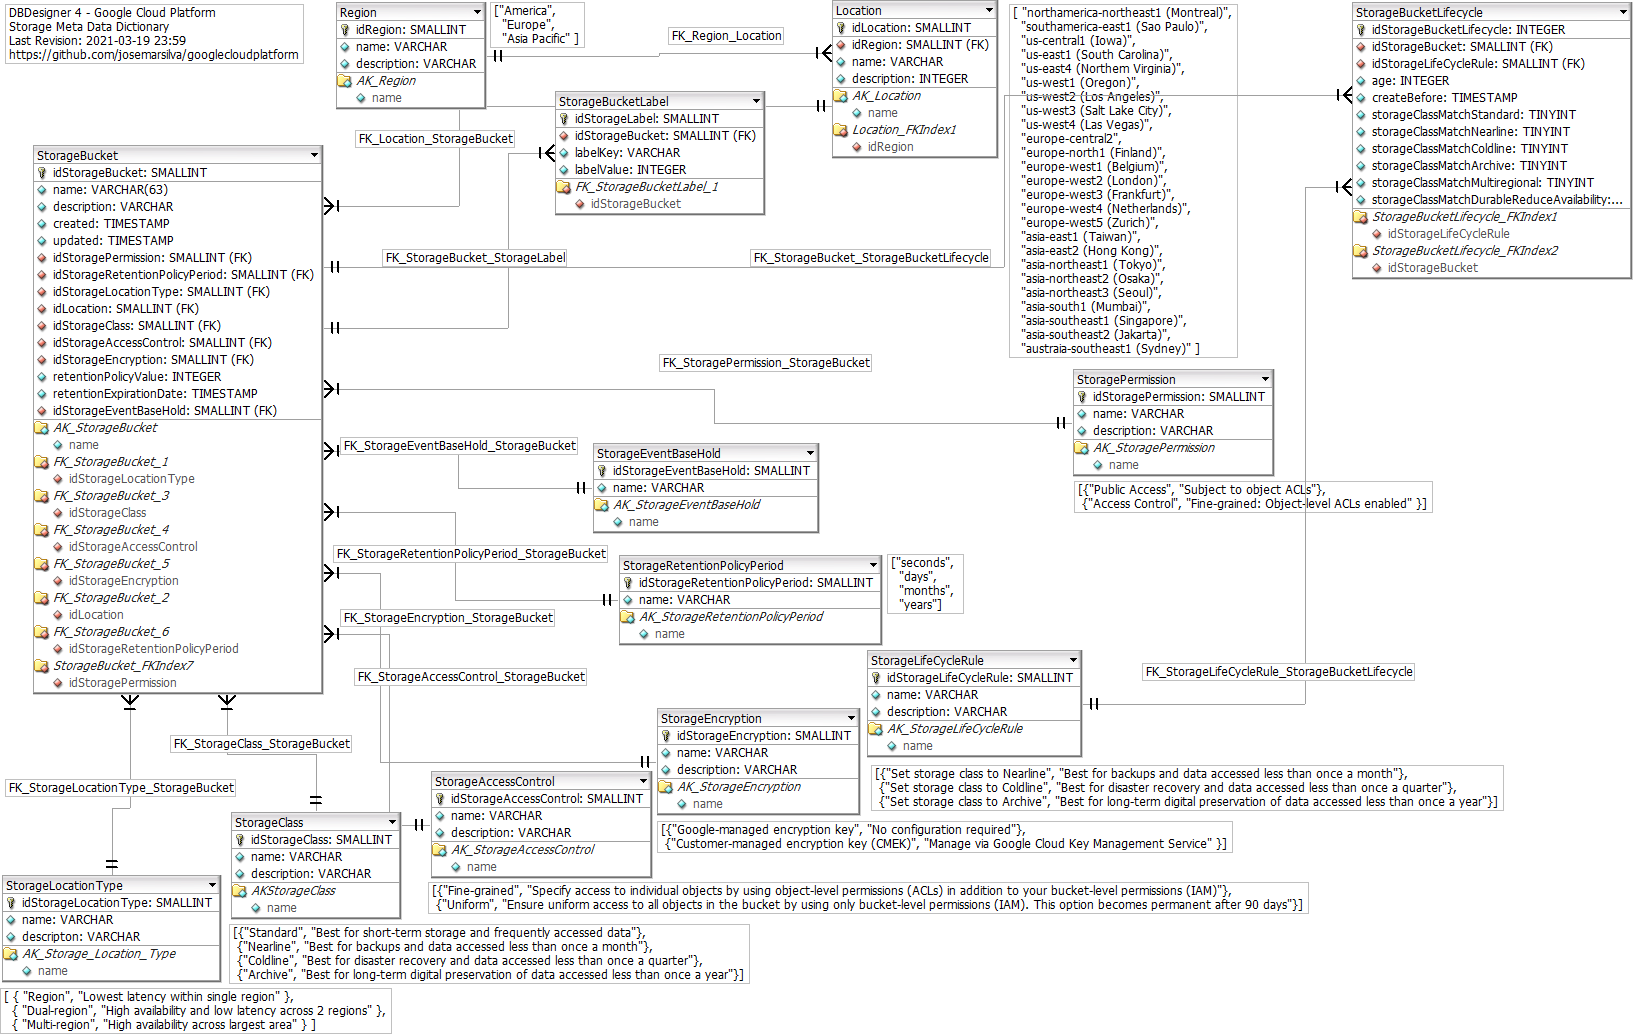 DBDesigner 4 - Google Cloud Platform
Storage Meta Data Dictionary
Last Revision: 2021-03-19 23:59
https://github.com/josemarsilva/googlecloudplatform
Region
idRegion: SMALLINT
name: VARCHAR
description: VARCHAR
AK_Region
name
["America",
"Europe",
"Asia Pacific" ]
FK_Region_Location
Location
idLocation: SMALLINT
idRegion: SMALLINT (FK)
name: VARCHAR
description: INTEGER
AK_Location
name
Location_FKIndex1
idRegion
[ "northamerica-northeast1 (Montreal)",
"southamerica-east1 (Sao Paulo)",
"us-central1 (Iowa)",
"us-east1 (South Carolina)",
"us-east4 (Northern Virginia)",
"us-west1 (Oregon)",
"us-west2 (Los Angeles)",
"us-west3 (Salt Lake City)",
"us-west4 (Las Vegas)",
"europe-central2",
"europe-north1 (Finland)",
"europe-west1 (Belgium)",
"europe-west2 (London)",
"europe-west3 (Frankfurt)",
"europe-west4 (Netherlands)",
"europe-west5 (Zurich)",
"asia-east1 (Taiwan)",
"asia-east2 (Hong Kong)",
"asia-northeast1 (Tokyo)",
"asia-northeast2 (Osaka)",
"asia-northeast3 (Seoul)",
"asia-south1 (Mumbai)",
"asia-southeast1 (Singapore)",
"asia-southeast2 (Jakarta)",
"austraia-southeast1 (Sydney)" ]
StorageBucketLifecycle
idStorageBucketLifecycle: INTEGER
idStorageBucket: SMALLINT (FK)
idStorageLifeCycleRule: SMALLINT (FK)
age: INTEGER
createBefore: TIMESTAMP
storageClassMatchStandard: TINYINT
storageClassMatchNearline: TINYINT
storageClassMatchColdline: TINYINT
storageClassMatchArchive: TINYINT
storageClassMatchMultiregional: TINYINT
storageClassMatchDurableReduceAvailability:...
StorageBucketLifecycle_FKIndex1
idStorageLifeCycleRule
StorageBucketLifecycle_FKIndex2
idStorageBucket
StorageBucketLabel
idStorageLabel: SMALLINT
idStorageBucket: SMALLINT (FK)
labelKey: VARCHAR
labelValue: INTEGER
FK_StorageBucketLabel_1
idStorageBucket
FK_Location_StorageBucket
StorageBucket
idStorageBucket: SMALLINT
name: VARCHAR(63)
description: VARCHAR
created: TIMESTAMP
updated: TIMESTAMP
idStorapePermission: SMALLINT (FK)
idStorageRetentionPolicyPeriod: SMALLINT (FK)
idStorageLocationType: SMALLINT (FK)
idLocation: SMALLINT (FK)
idStorageClass: SMALLINT (FK)
idStorageAccessControl: SMALLINT (FK)
idStorageEncryption: SMALLINT (FK)
retentionPolicyValue: INTEGER
retentionExpirationDate: TIMESTAMP
idStorageEventBaseHold: SMALLINT (FK)
AK_StorageBucket
name
FK_StorageBucket_1
idStorageLocationType
FK_StorageBucket_3
idStorageClass
FK_StorageBucket_4
idStorageAccessControl
FK_StorageBucket_5
idStorageEncryption
FK_StorageBucket_2
idLocation
FK_StorageBucket_6
idStorageRetentionPolicyPeriod
StorageBucket_FKIndex7
idStorapePermission
FK_StorageBucket_StorageLabel
FK_StorageBucket_StorageBucketLifecycle
FK_StorapePermission_StorageBucket
StorapePermission
idStorapePermission: SMALLINT
name: VARCHAR
description: VARCHAR
AK_StorapePermission
name
[{"Public Access", "Subject to object ACLs"},
{"Access Control", "Fine-grained: Object-level ACLs enabled" }]
FK_StorageEventBaseHold_StorageBucket
StorageEventBaseHold
idStorageEventBaseHold: SMALLINT
name: VARCHAR
AK_StorageEventBaseHold
name
FK_StorageRetentionPolicyPeriod_StorageBucket
StorageRetentionPolicyPeriod
idStorageRetentionPolicyPeriod: SMALLINT
name: VARCHAR
AK_StorageRetentionPolicyPeriod
name
["seconds",
"days",
"months",
"years"]
FK_StorageEncryption_StorageBucket
FK_StorageAccessControl_StorageBucket
StorageLifeCycleRule
idStorageLifeCycleRule: SMALLINT
name: VARCHAR
description: VARCHAR
AK_StorageLifeCycleRule
name
FK_StorageLifeCycleRule_StorageBucketLifecycle
[{"Set storage class to Nearline", "Best for backups and data accessed less than once a month"},
{"Set storage class to Coldline", "Best for disaster recovery and data accessed less than once a quarter"},
{"Set storage class to Archive", "Best for long-term digital preservation of data accessed less than once a year"}]
StorageEncryption
idStorageEncryption: SMALLINT
name: VARCHAR
description: VARCHAR
AK_StorageEncryption
name
[{"Google-managed encryption key", "No configuration required"},
{"Customer-managed encryption key (CMEK)", "Manage via Google Cloud Key Management Service" }]
StorageAccessControl
idStorageAccessControl: SMALLINT
name: VARCHAR
description: VARCHAR
AK_StorageAccessControl
name
[{"Fine-grained", "Specify access to individual objects by using object-level permissions (ACLs) in addition to your bucket-level permissions (IAM)"},
{"Uniform", "Ensure uniform access to all objects in the bucket by using only bucket-level permissions (IAM). This option becomes permanent after 90 days"}]
FK_StorageClass_StorageBucket
FK_StorageLocationType_StorageBucket
StorageClass
idStorageClass: SMALLINT
name: VARCHAR
description: VARCHAR
AKStorageClass
name
[{"Standard", "Best for short-term storage and frequently accessed data"},
{"Nearline", "Best for backups and data accessed less than once a month"},
{"Coldline", "Best for disaster recovery and data accessed less than once a quarter"},
{"Archive", "Best for long-term digital preservation of data accessed less than once a year"}]
StorageLocationType
idStorageLocationType: SMALLINT
name: VARCHAR
descripton: VARCHAR
AK_Storage_Location_Type
name
[ { "Region", "Lowest latency within single region" },
{ "Dual-region", "High availability and low latency across 2 regions" },
{ "Multi-region", "High availability across largest area" } ]